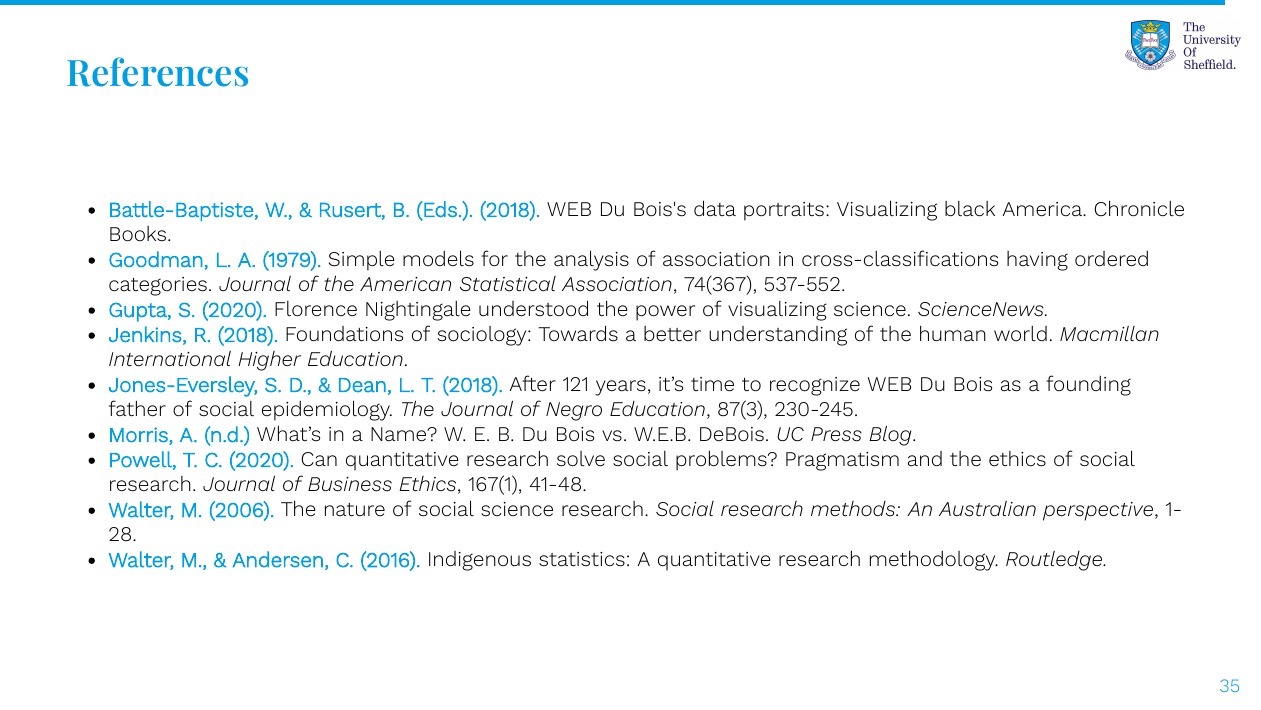 The
University
Of
Sheffield.
References
• Battle-Baptiste, W., & Rusert, B. (Eds.). (2018). WEB Du Bois's data portraits: Visualizing black America. Chronicle
Books.
• Goodman, L. A. (1979). Simple models for the analysis of association in cross-classifications having ordered
categories. Journal of the American Statistical Association, 74(367), 537-552.
• Gupta, S. (2020). Florence Nightingale understood the power of visualizing science. ScienceNews.
• Jenkins, R. (2018). Foundations of sociology: Towards a better understanding of the human world. Macmillan
International Higher Education.
• Jones-Eversley, S. D., & Dean, L. T. (2018). After 121 years, it’s time to recognize WEB Du Bois as a founding
father of social epidemiology. The Journal of Negro Education, 87(3), 230-245.
• Morris, A. (n.d.) What’s in a Name? W. E. B. Du Bois vs. W.E.B. DeBois. UC Press Blog.
• Powell, T. C. (2020). Can quantitative research solve social problems? Pragmatism and the ethics of social
research. Journal of Business Ethics, 167(1), 41-48.
• Walter, M. (2006). The nature of social science research. Social research methods: An Australian perspective, 1-
28.
• Walter, M., & Andersen, C. (2016). Indigenous statistics: A quantitative research methodology. Routledge.
35